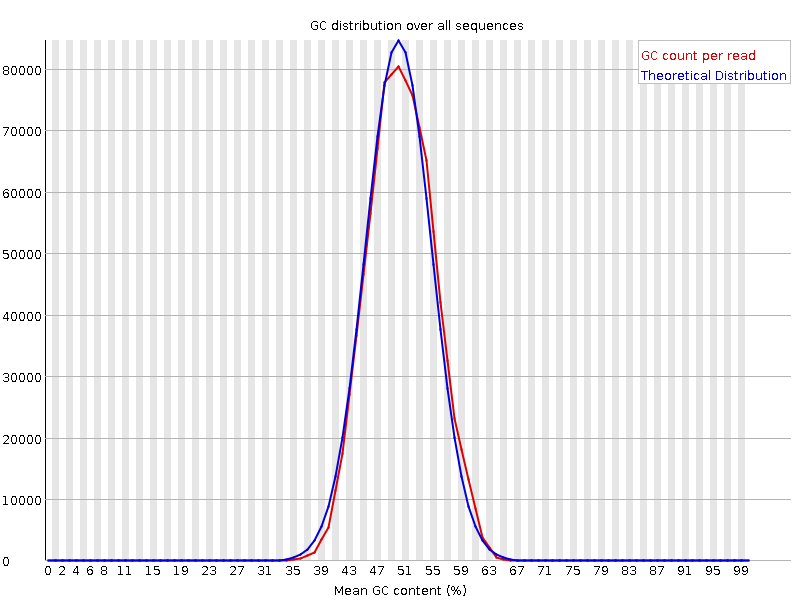 GC distribution over all sequences
GC count per read
Theoretical Distribution
80000
70000
60000
50000
40000
30000
20000
10000
0
0 2 4 6 8 11 15 19 23 27 31 35 39 43 47 51 55 59 63 67 71 75 79 83 87 91 95 99
Mean GC content (%)